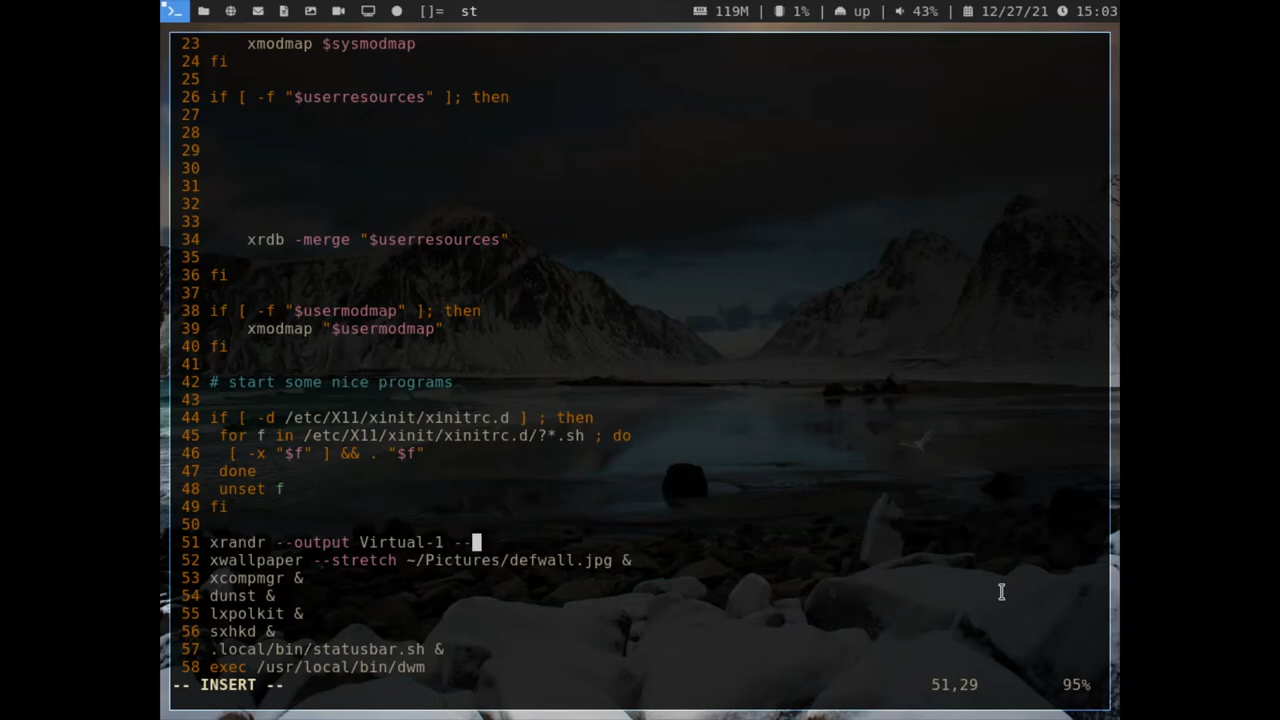 []= st 119M | 1% | up | 43% | 12/27/21 15:03
23 xmodmap $sysmodmap
24 fi
25
26 if [ -f "$userresources" ]; then
27
28
29
30
31
32
33
34 xrdb -merge "$userresources"
35
36 fi
37
38 if [ -f "$usermodmap" ]; then
39 xmodmap "$usermodmap"
40 fi
41
42 # start some nice programs
43
44 if [ -d /etc/X11/xinit/xinitrc.d ] ; then
45 for f in /etc/X11/xinit/xinitrc.d/?*.sh ; do
46 [ -x "$f" ] && . "$f"
47 done
48 unset f
49 fi
50
51 xrandr --output Virtual-1 --
52 xwallpaper --stretch ~/Pictures/defwall.jpg &
53 xcompmgr &
54 dunst &
55 lxpolkit &
56 sxhkd &
57 .local/bin/statusbar.sh &
58 exec /usr/local/bin/dwm
-- INSERT -- 51,29 95%